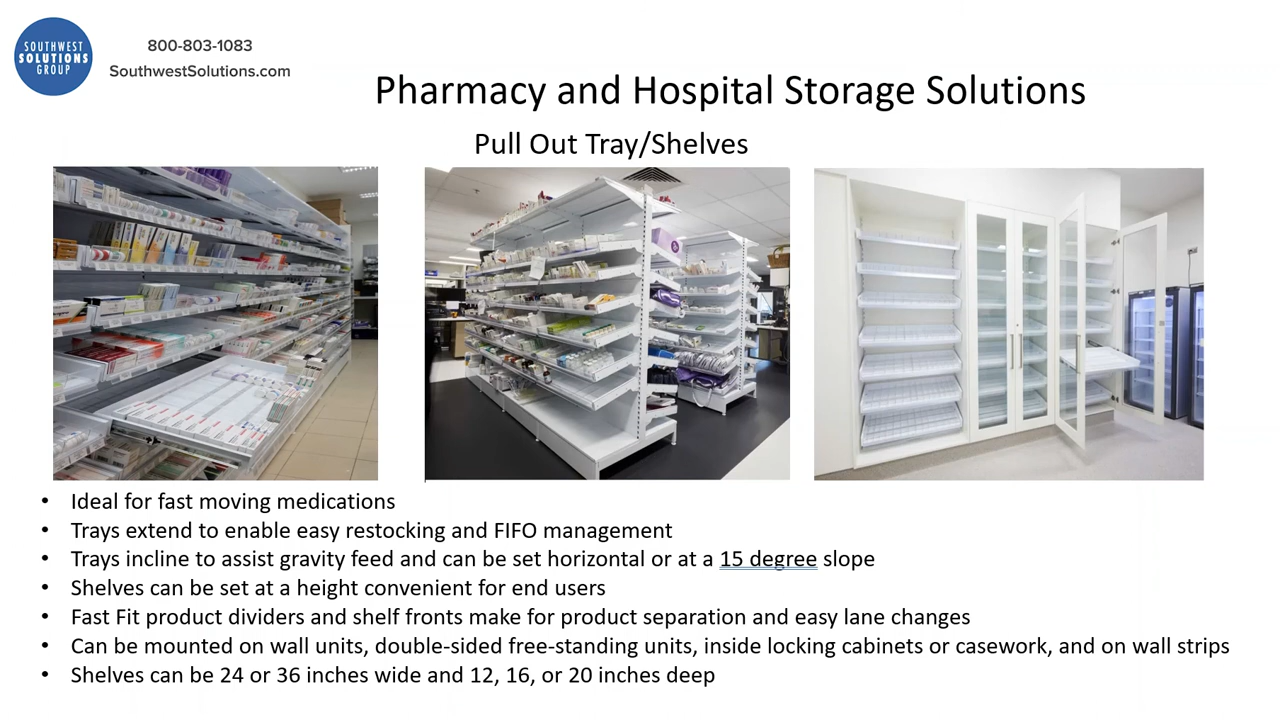 SOUTHWEST
SOLUTIONS
GROUP
800-803-1083
SouthwestSolutions.com
Pharmacy and Hospital Storage Solutions
Pull Out Tray/Shelves
• Ideal for fast moving medications
• Trays extend to enable easy restocking and FIFO management
• Trays incline to assist gravity feed and can be set horizontal or at a 15 degree slope
• Shelves can be set at a height convenient for end users
• Fast Fit product dividers and shelf fronts make for product separation and easy lane changes
• Can be mounted on wall units, double-sided free-standing units, inside locking cabinets or casework, and on wall strips
• Shelves can be 24 or 36 inches wide and 12, 16, or 20 inches deep